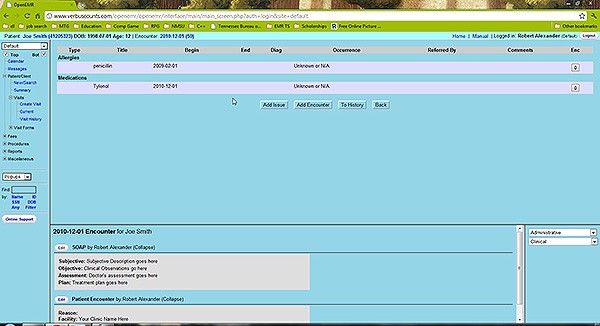 OpenEMR
www.verbuscounts.com/openemr/openemr/interface/main/main_screen.php?auth=login&site=default
dl job search MTG Education Comp Game RPG NMSU C++ Tennessee Bureau o... EMR TS Scholarships Free Online Picture ... Other bookmarks
Patient: Joe Smith (41205323) DOB: 1998-07-01 Age: 12 | Encounter: 2010-12-01 (59) Home | Manual | Logged in: Robert Alexander (Default) Logout
Default
Top Bot
Calendar
Messages
Patient/Client
New/Search
Summary
Visits
Create Visit
Current
Visit History
Visit Forms
Fees
Procedures
Reports
Miscellaneous
Popups
Find
by: Name ID
SSN DOB
Any Filter
Online Support
Type Title Begin End Diag Occurrence Referred By Comments Enc
Allergies
penicillin 2009-02-01 Unknown or N/A 0
Medications
Tylenol 2010-12-01 Unknown or N/A 0
Add Issue Add Encounter To History Back
2010-12-01 Encounter for Joe Smith
Edit SOAP by Robert Alexander (Collapse)
Subjective: Subjective Description goes here
Objective: Clinical Observations go here
Assessment: Doctor's assessment goes here
Plan: Treatment plan goes here
Edit Patient Encounter by Robert Alexander (Collapse)
Reason:
Facility: Your Clinic Name Here
Administrative
Clinical